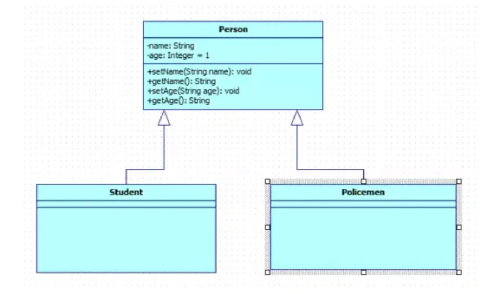 Person
-name: String
-age: Integer = 1
+setName(String name): void
+getName(): String
+setAge(String age): void
+getAge(): String
Student
Policemen